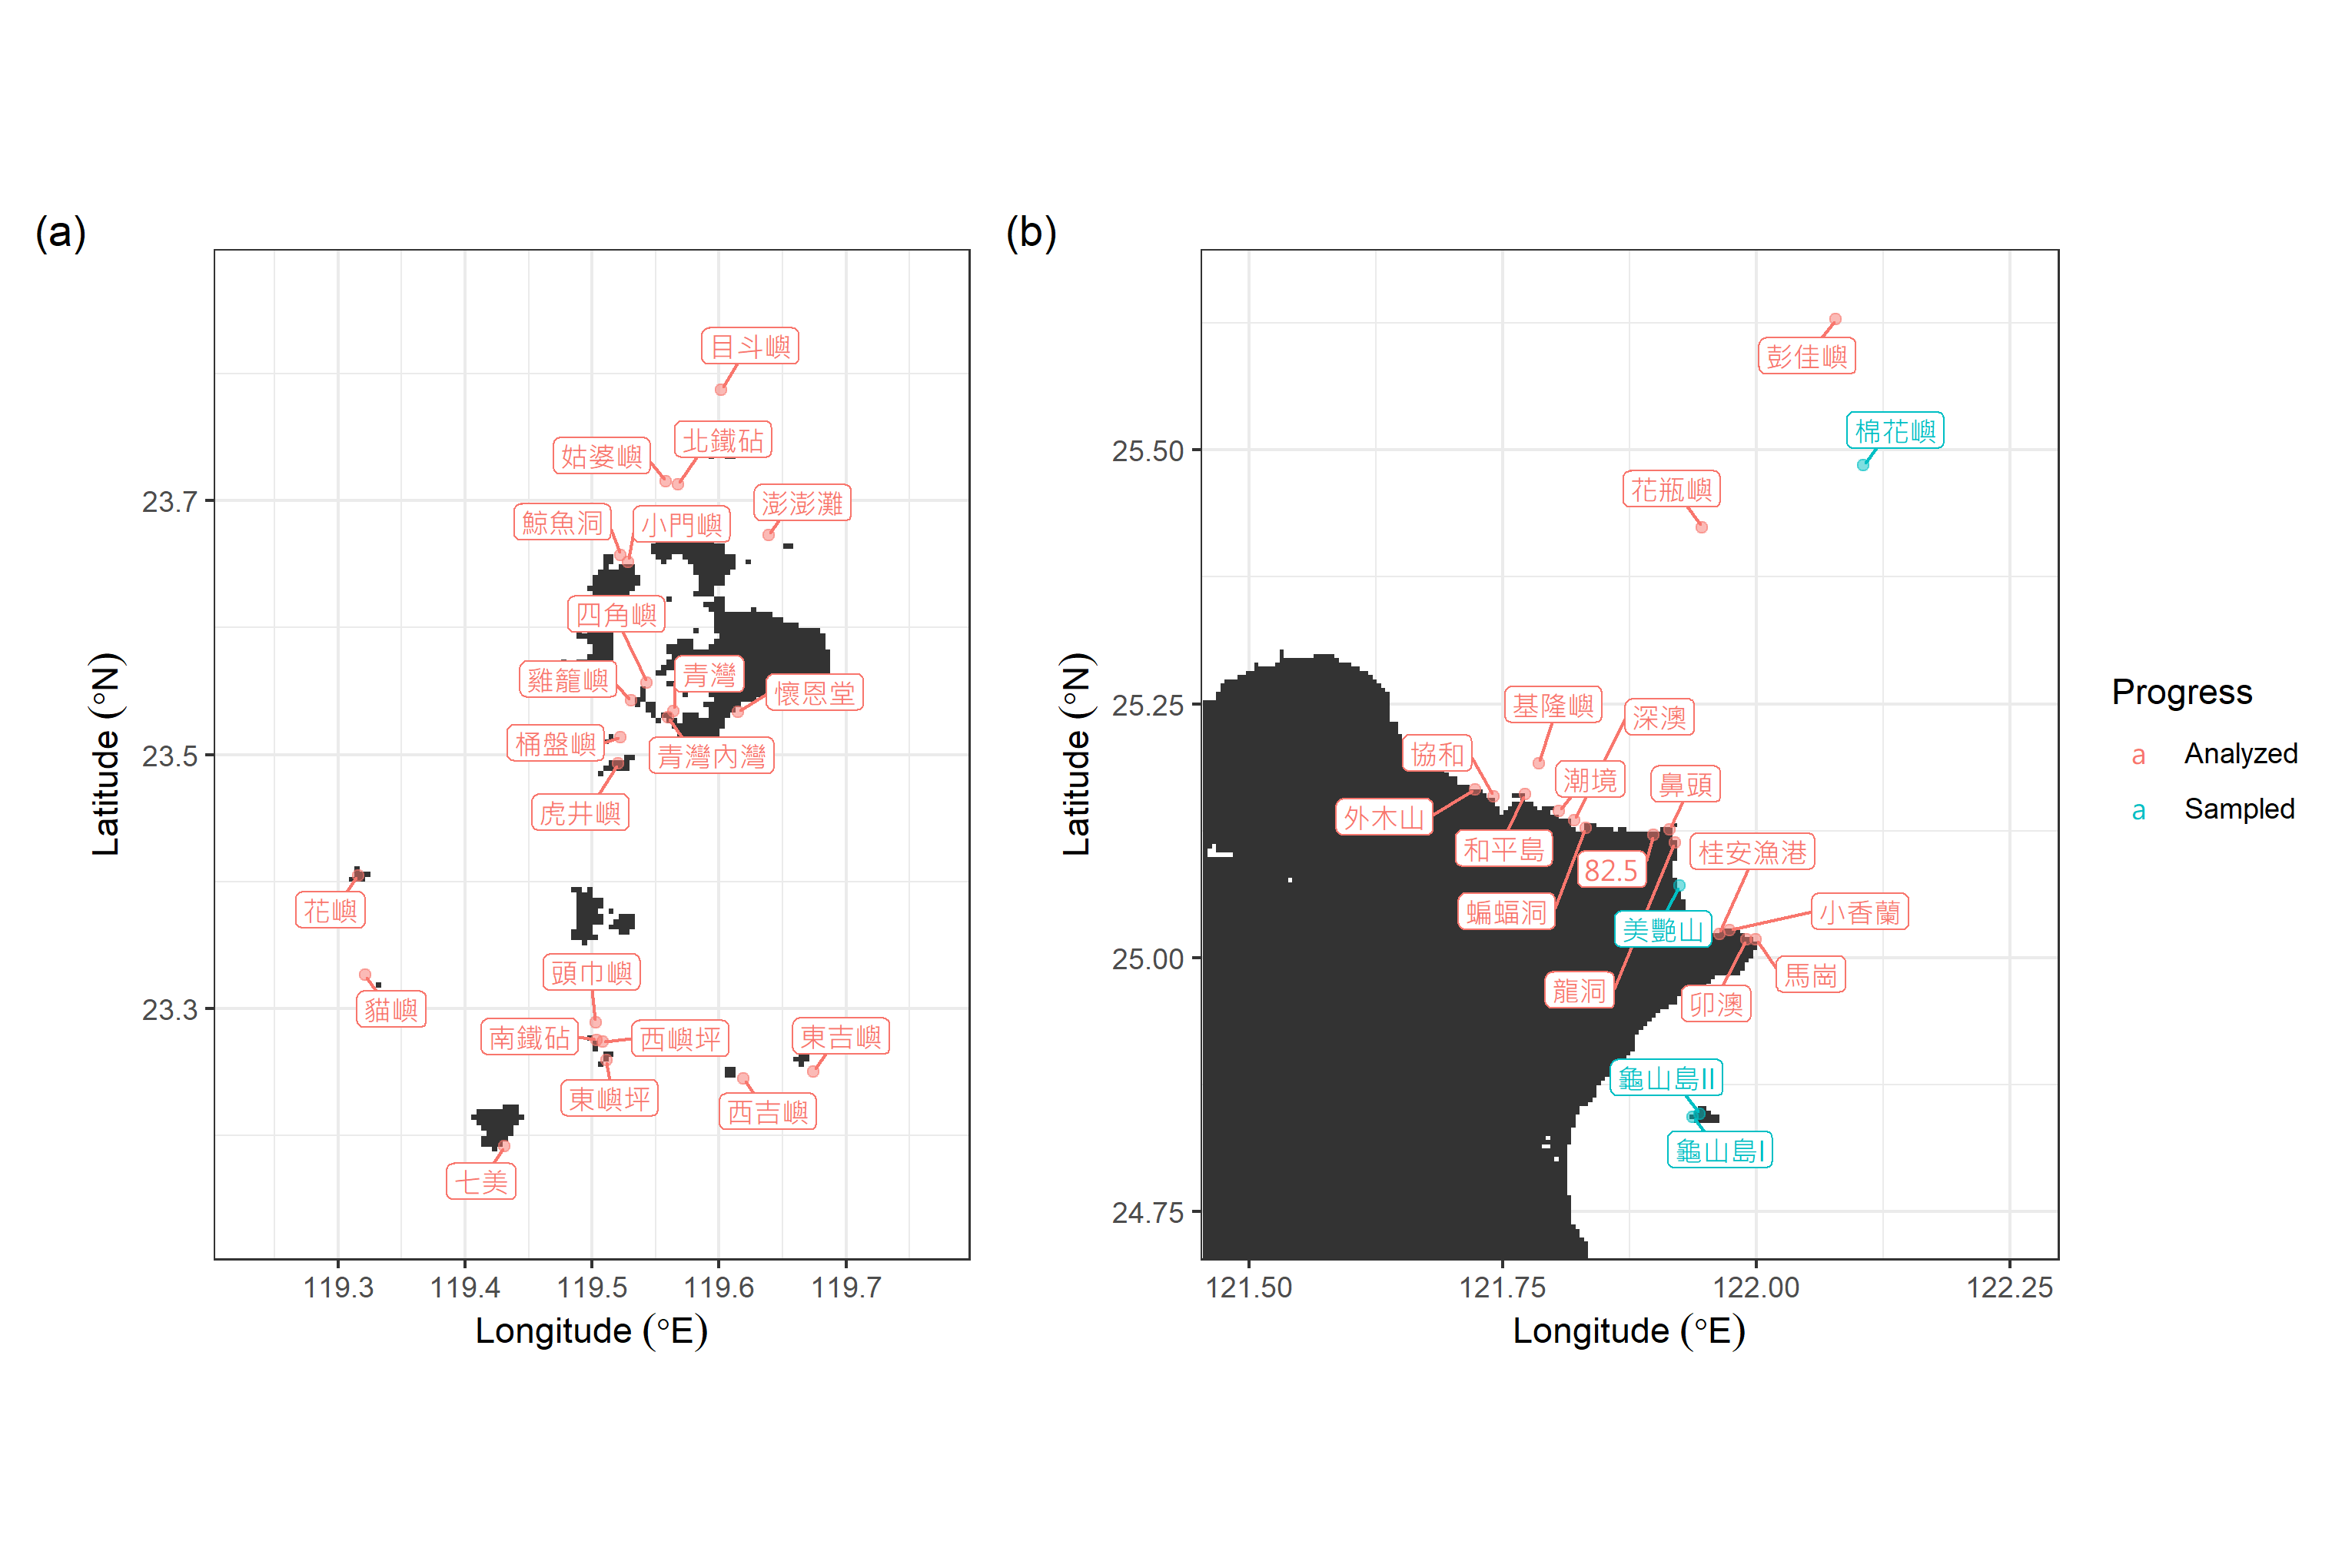 (a)
目斗嶼
北鐵砧
姑婆嶼
澎澎灘
鯨魚洞
小門嶼
四角嶼
青灣
雞籠嶼
懷恩堂
桶盤嶼
青灣內灣
虎井嶼
花嶼
頭巾嶼
貓嶼
南鐵砧
西嶼坪
東吉嶼
東嶼坪
西吉嶼
七美
23.7
23.5
23.3
Latitude (°N)
119.3
119.4
119.5
119.6
119.7
Longitude (°E)
(b)
彭佳嶼
棉花嶼
花瓶嶼
基隆嶼
深澳
協和
潮境
鼻頭
外木山
和平島
桂安漁港
82.5
蝙蝠洞
小香蘭
美艷山
龍洞
馬崗
卯澳
龜山島II
龜山島I
25.50
25.25
25.00
24.75
Latitude (°N)
121.50
121.75
122.00
122.25
Longitude (°E)
Progress
a Analyzed
a Sampled